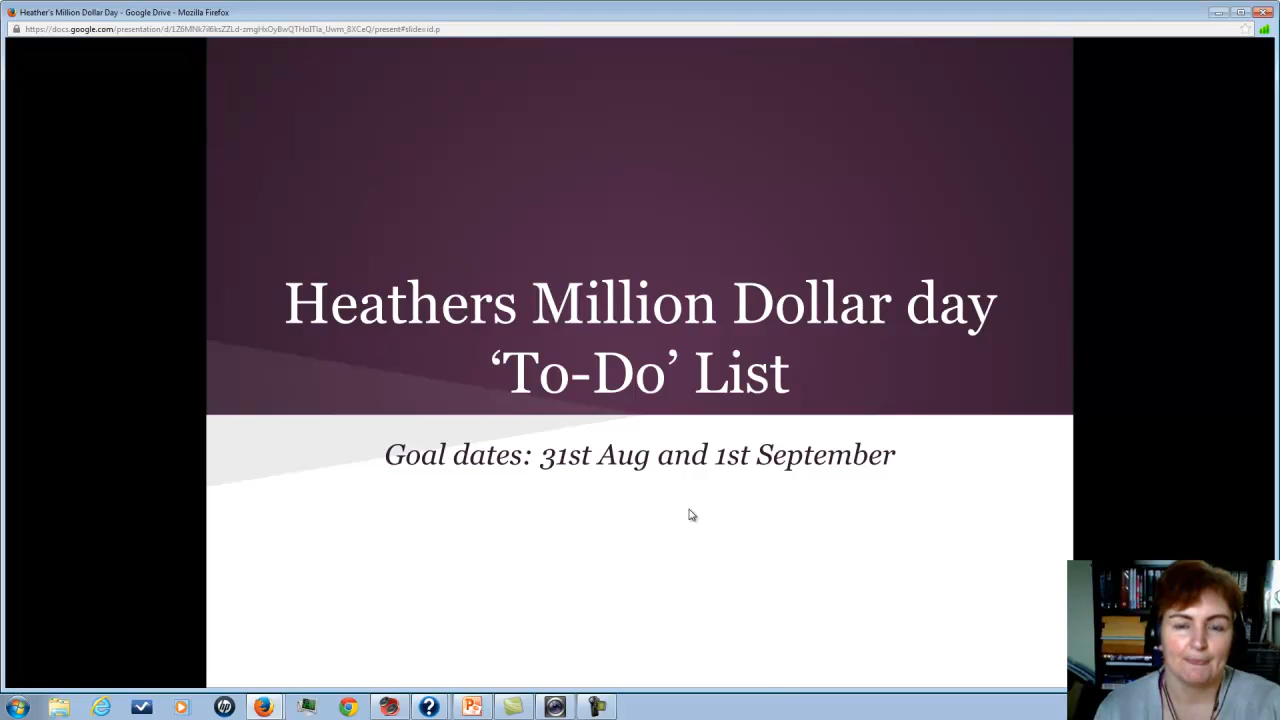 Heather's Million Dollar Day - Google Drive - Mozilla Firefox
Heathers Million Dollar day
‘To-Do’ List
Goal dates: 31st Aug and 1st September